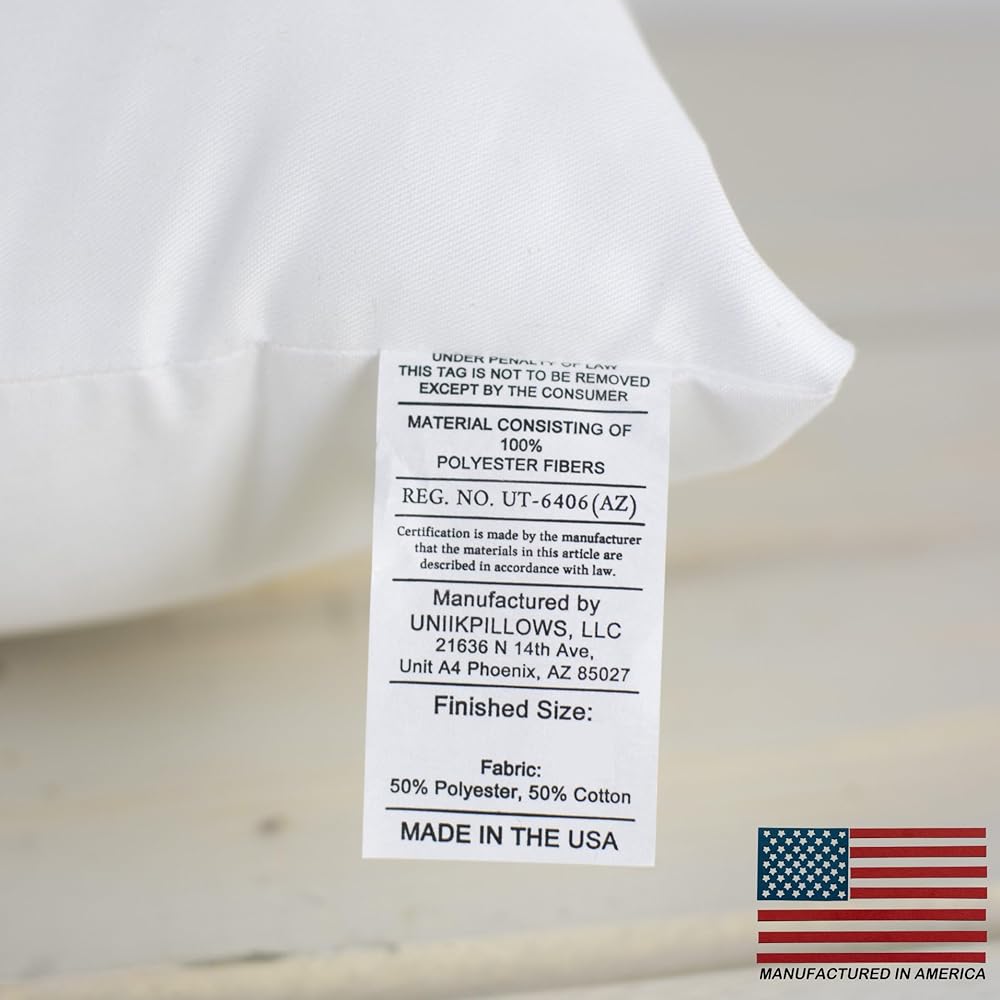 UNDER PENALTY OF LAW
THIS TAG IS NOT TO BE REMOVED
EXCEPT BY THE CONSUMER
MATERIAL CONSISTING OF
100%
POLYESTER FIBERS
REG. NO. UT-6406(AZ)
Certification is made by the manufacturer
that the materials in this article are
described in accordance with law.
Manufactured by
UNIIKPILLOWS, LLC
21636 N 14th Ave,
Unit A4 Phoenix, AZ 85027
Finished Size:
Fabric:
50% Polyester, 50% Cotton
MADE IN THE USA
MANUFACTURED IN AMERICA